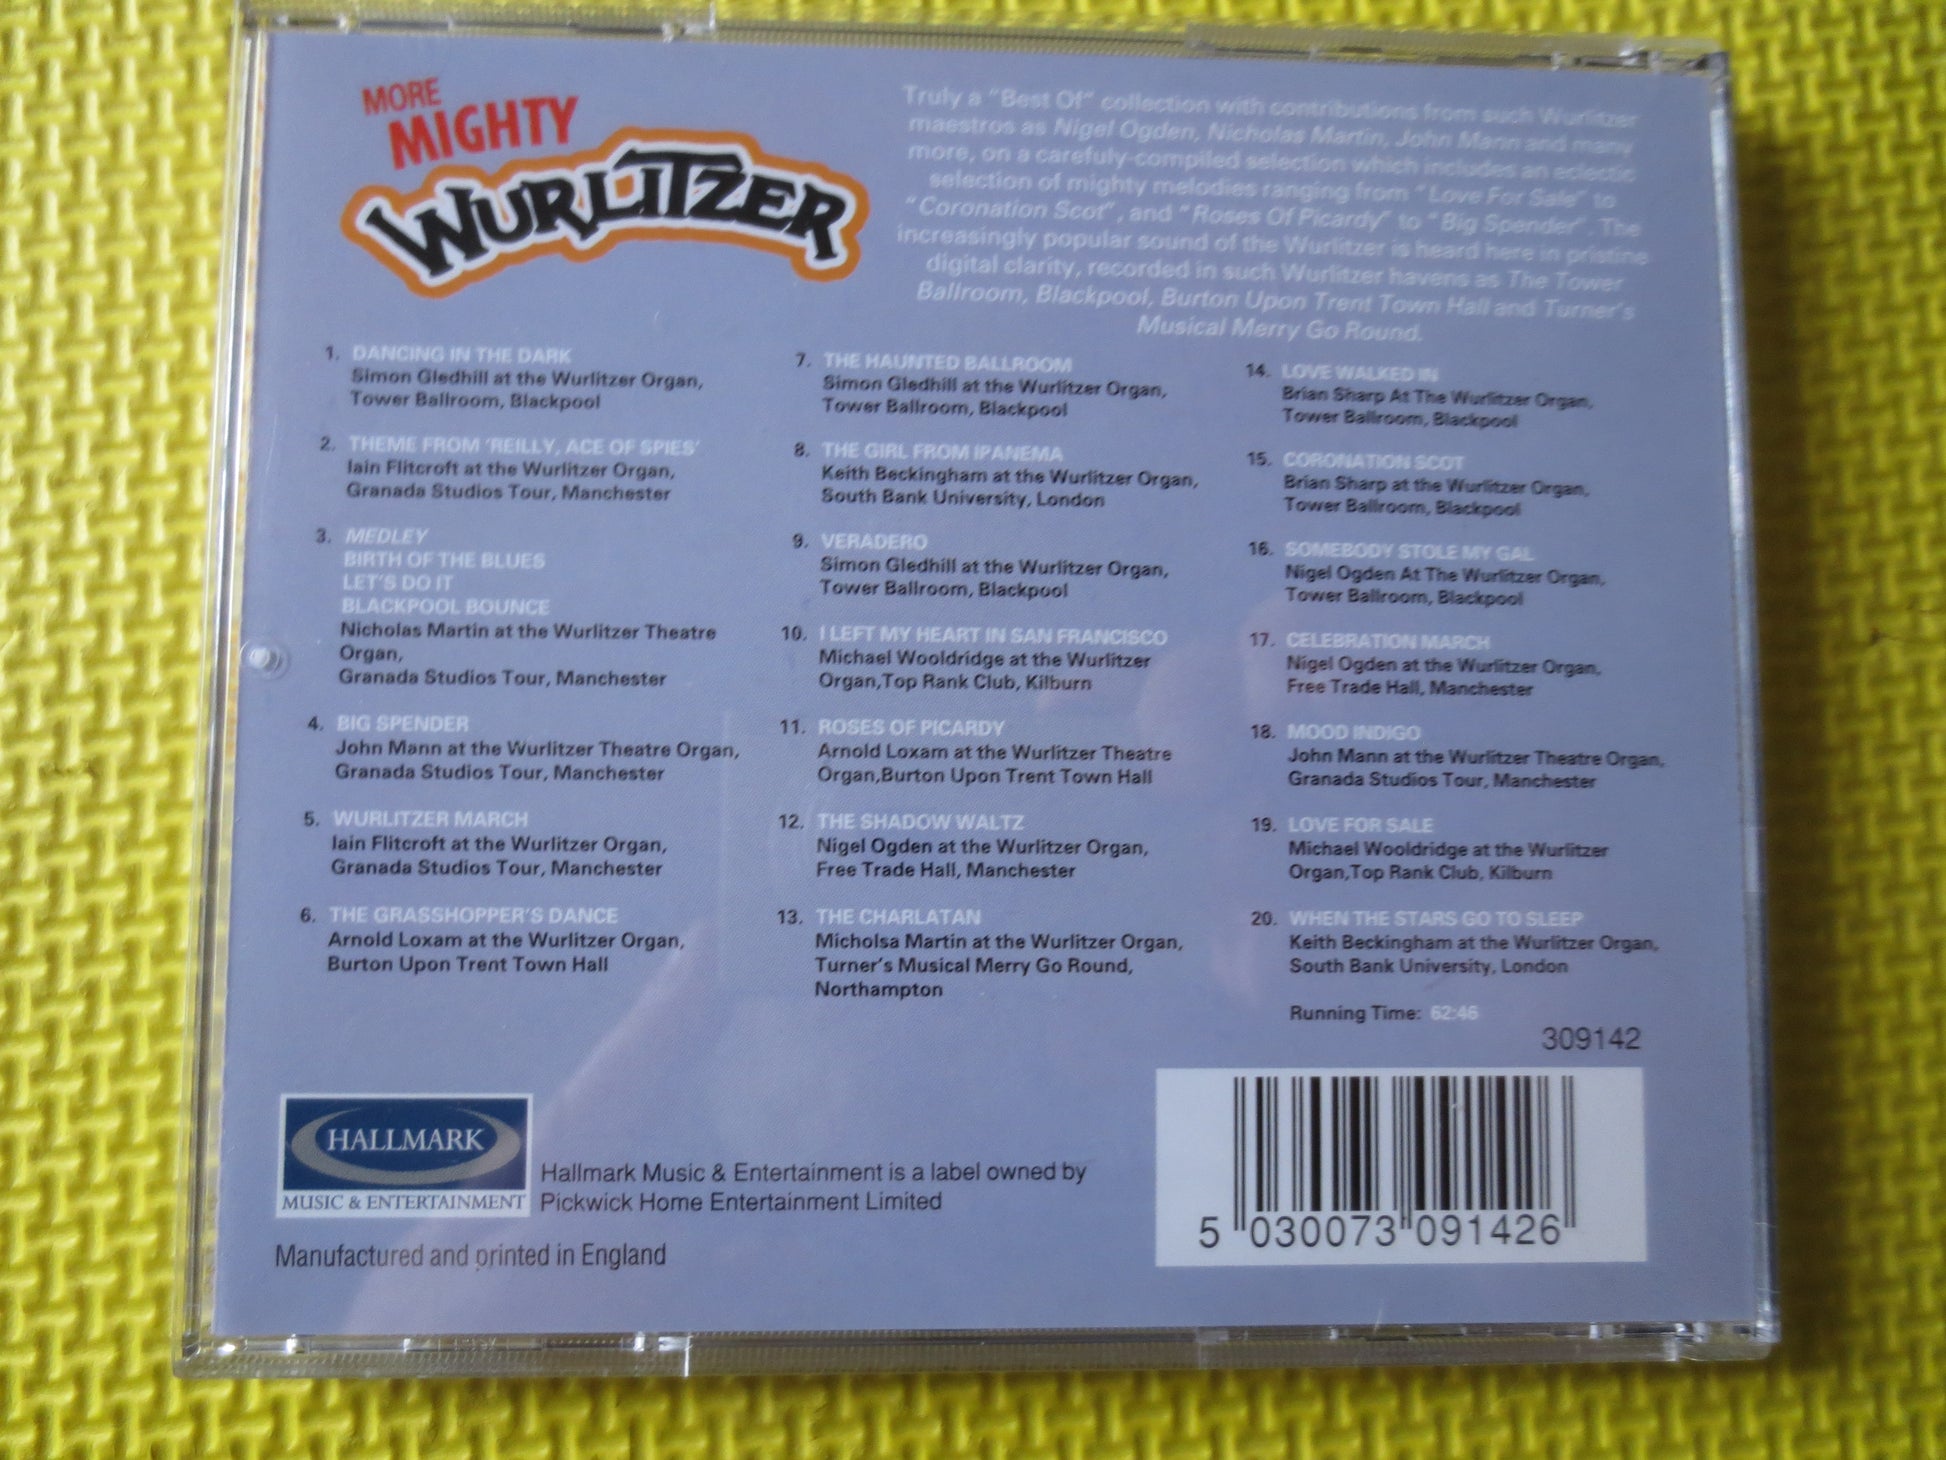 MORE
MIGHTY
WURLITZER
Truly a "Best Of" collection with contributions from such Wurlitzer
maestros as Nigel Ogden, Nicholas Martin, John Mann and many
more, on a carefuly-compiled selection which includes an eclectic
selection of mighty melodies ranging from "Love For Sale" to
"Coronation Scot", and "Roses Of Picardy" to "Big Spender". The
increasingly popular sound of the Wurlitzer is heard here in pristine
digital clarity, recorded in such Wurlitzer havens as The Tower
Ballroom, Blackpool, Burton Upon Trent Town Hall and Turner's
Musical Merry Go Round.
1. DANCING IN THE DARK
Simon Gledhill at the Wurlitzer Organ,
Tower Ballroom, Blackpool
2. THEME FROM 'REILLY, ACE OF SPIES'
Iain Flitcroft at the Wurlitzer Organ,
Granada Studios Tour, Manchester
3. MEDLEY
BIRTH OF THE BLUES
LET'S DO IT
BLACKPOOL BOUNCE
Nicholas Martin at the Wurlitzer Theatre
Organ,
Granada Studios Tour, Manchester
4. BIG SPENDER
John Mann at the Wurlitzer Theatre Organ,
Granada Studios Tour, Manchester
5. WURLITZER MARCH
Iain Flitcroft at the Wurlitzer Organ,
Granada Studios Tour, Manchester
6. THE GRASSHOPPER'S DANCE
Arnold Loxam at the Wurlitzer Organ,
Burton Upon Trent Town Hall
7. THE HAUNTED BALLROOM
Simon Gledhill at the Wurlitzer Organ,
Tower Ballroom, Blackpool
8. THE GIRL FROM IPANEMA
Keith Beckingham at the Wurlitzer Organ,
South Bank University, London
9. VERADERO
Simon Gledhill at the Wurlitzer Organ,
Tower Ballroom, Blackpool
10. I LEFT MY HEART IN SAN FRANCISCO
Michael Wooldridge at the Wurlitzer
Organ,Top Rank Club, Kilburn
11. ROSES OF PICARDY
Arnold Loxam at the Wurlitzer Theatre
Organ,Burton Upon Trent Town Hall
12. THE SHADOW WALTZ
Nigel Ogden at the Wurlitzer Organ,
Free Trade Hall, Manchester
13. THE CHARLATAN
Micholsa Martin at the Wurlitzer Organ,
Turner's Musical Merry Go Round,
Northampton
14. LOVE WALKED IN
Brian Sharp At The Wurlitzer Organ,
Tower Ballroom, Blackpool
15. CORONATION SCOT
Brian Sharp at the Wurlitzer Organ,
Tower Ballroom, Blackpool
16. SOMEBODY STOLE MY GAL
Nigel Ogden At The Wurlitzer Organ,
Tower Ballroom, Blackpool
17. CELEBRATION MARCH
Nigel Ogden at the Wurlitzer Organ,
Free Trade Hall, Manchester
18. MOOD INDIGO
John Mann at the Wurlitzer Theatre Organ,
Granada Studios Tour, Manchester
19. LOVE FOR SALE
Michael Wooldridge at the Wurlitzer
Organ,Top Rank Club, Kilburn
20. WHEN THE STARS GO TO SLEEP
Keith Beckingham at the Wurlitzer Organ,
South Bank University, London
Running Time: 62:46
309142
HALLMARK
MUSIC & ENTERTAINMENT
Hallmark Music & Entertainment is a label owned by
Pickwick Home Entertainment Limited
Manufactured and printed in England
5 030073 091426